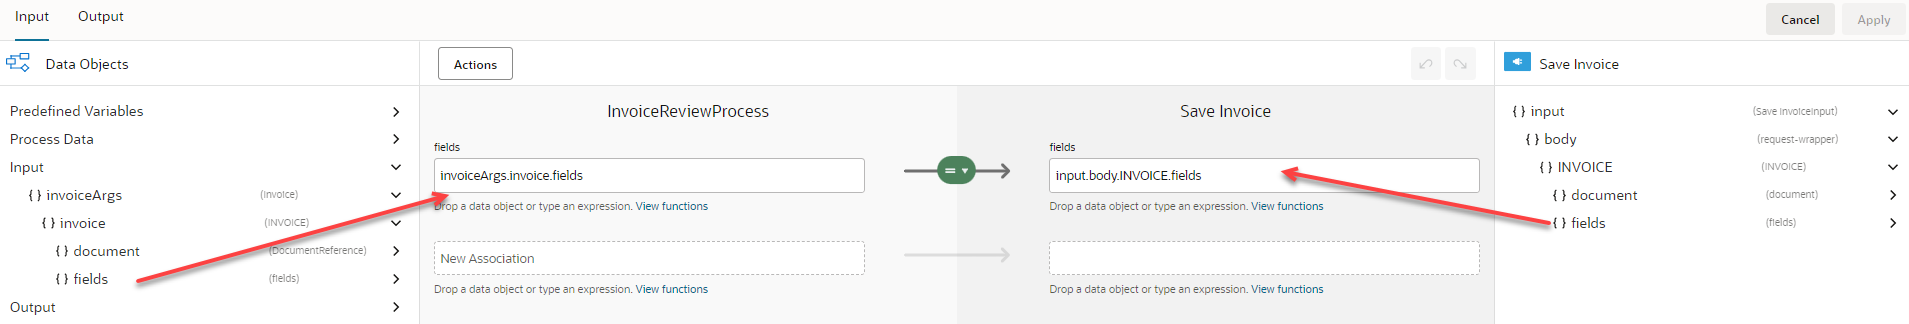 Input Output Cancel Apply
Data Objects Actions Save Invoice
Predefined Variables
Process Data
Input
{ } invoiceArgs (Invoice)
{ } invoice (INVOICE)
{ } document (DocumentReference)
{ } fields (fields)
Output
InvoiceReviewProcess Save Invoice
fields fields
invoiceArgs.invoice.fields = input.body.INVOICE.fields
Drop a data object or type an expression. View functions Drop a data object or type an expression. View functions
New Association
Drop a data object or type an expression. View functions Drop a data object or type an expression. View functions
{ } input (Save InvoiceInput)
{ } body (request-wrapper)
{ } INVOICE (INVOICE)
{ } document (document)
{ } fields (fields)